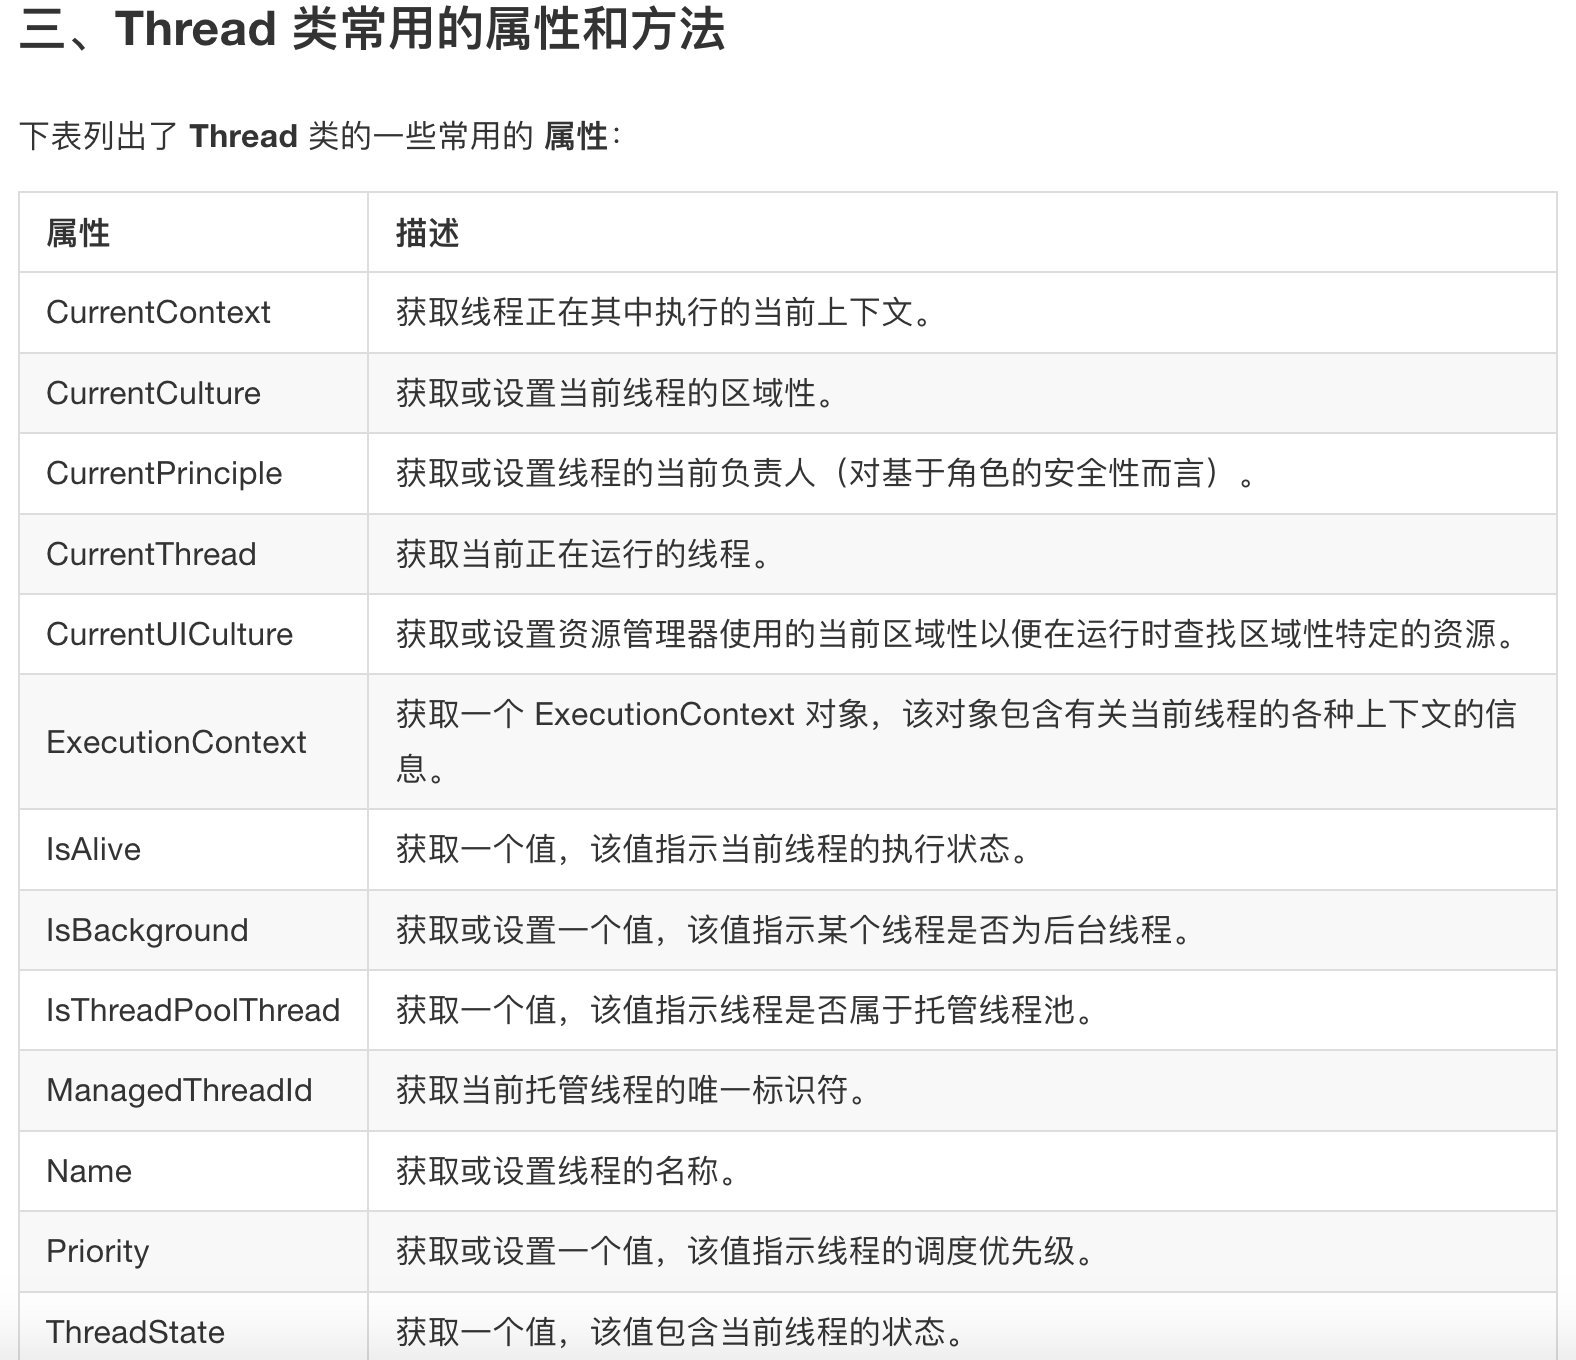 三、Thread 类常用的属性和方法
下表列出了 Thread 类的一些常用的 属性：
属性 描述
CurrentContext 获取线程正在其中执行的当前上下文。
CurrentCulture 获取或设置当前线程的区域性。
CurrentPrinciple 获取或设置线程的当前负责人（对基于角色的安全性而言）。
CurrentThread 获取当前正在运行的线程。
CurrentUICulture 获取或设置资源管理器使用的当前区域性以便在运行时查找区域性特定的资源。
ExecutionContext 获取一个 ExecutionContext 对象，该对象包含有关当前线程的各种上下文的信
息。
IsAlive 获取一个值，该值指示当前线程的执行状态。
IsBackground 获取或设置一个值，该值指示某个线程是否为后台线程。
IsThreadPoolThread 获取一个值，该值指示线程是否属于托管线程池。
ManagedThreadId 获取当前托管线程的唯一标识符。
Name 获取或设置线程的名称。
Priority 获取或设置一个值，该值指示线程的调度优先级。
ThreadState 获取一个值，该值包含当前线程的状态。